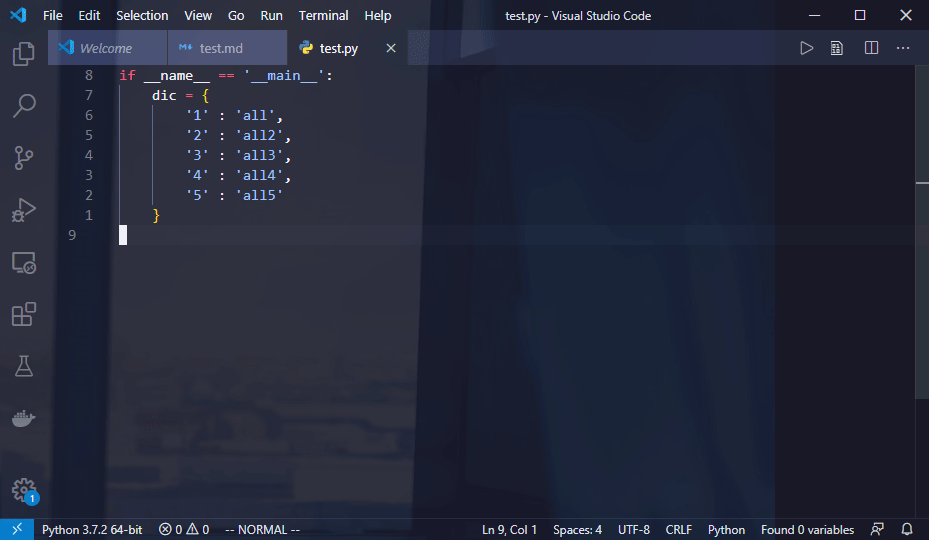 File Edit Selection View Go Run Terminal Help test.py - Visual Studio Code
Welcome test.md test.py
8 if __name__ == '__main__':
7 dic = {
6 '1' : 'all',
5 '2' : 'all2',
4 '3' : 'all3',
3 '4' : 'all4',
2 '5' : 'all5'
1 }
9
1
Python 3.7.2 64-bit 0 0 -- NORMAL -- Ln 9, Col 1 Spaces: 4 UTF-8 CRLF Python Found 0 variables